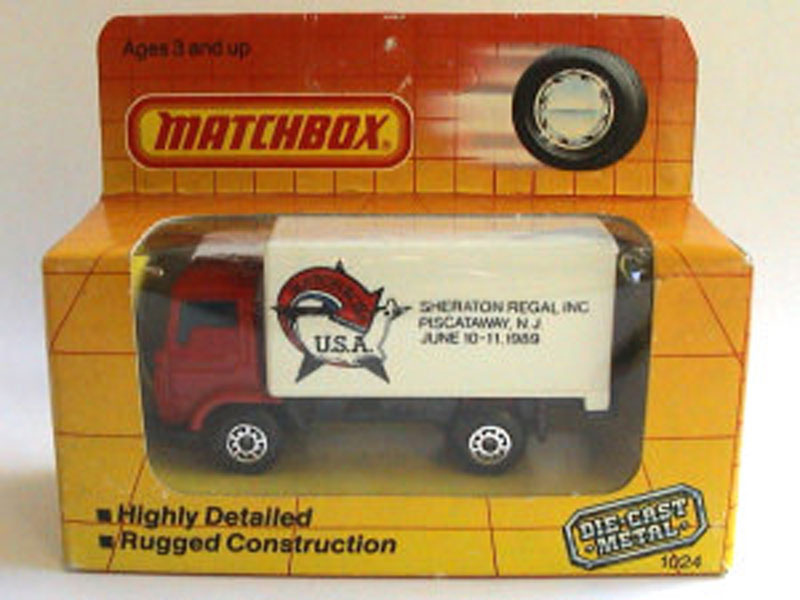 Ages 3 and up
MATCHBOX®
U.S.A.
SHERATON REGAL INC
PISCATAWAY, N.J.
JUNE 10-11, 1989
■ Highly Detailed
■ Rugged Construction
DIE-CAST
METAL
1024